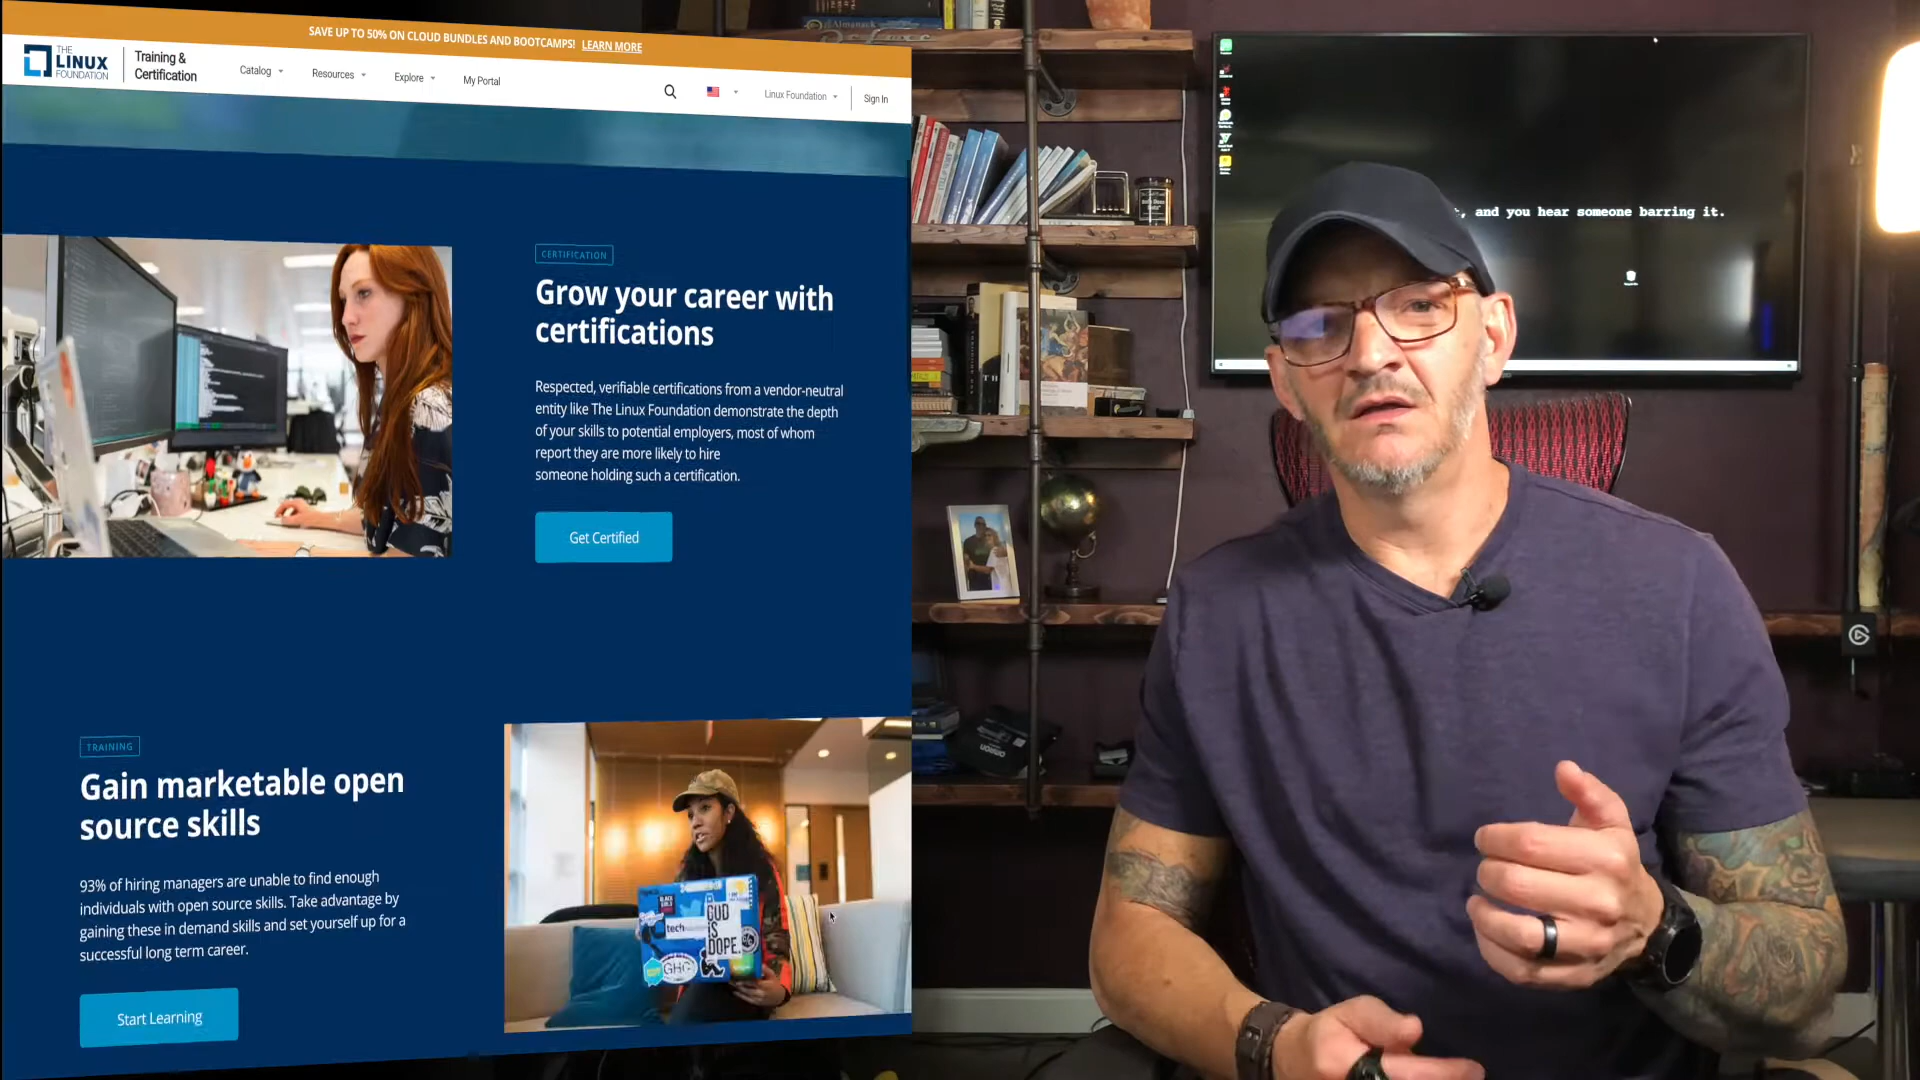 SAVE UP TO 50% ON CLOUD BUNDLES AND BOOTCAMPS! LEARN MORE
THE
LINUX
FOUNDATION
Training &
Certification
Catalog
Resources
Explore
My Portal
Linux Foundation
Sign In
CERTIFICATION
Grow your career with
certifications
Respected, verifiable certifications from a vendor-neutral
entity like The Linux Foundation demonstrate the depth
of your skills to potential employers, most of whom
report they are more likely to hire
someone holding such a certification.
Get Certified
TRAINING
Gain marketable open
source skills
93% of hiring managers are unable to find enough
individuals with open source skills. Take advantage by
gaining these in demand skills and set yourself up for a
successful long term career.
Start Learning
tech
GUD
IS
DOPE.
GHC
Almanack
, and you hear someone barring it.
omron